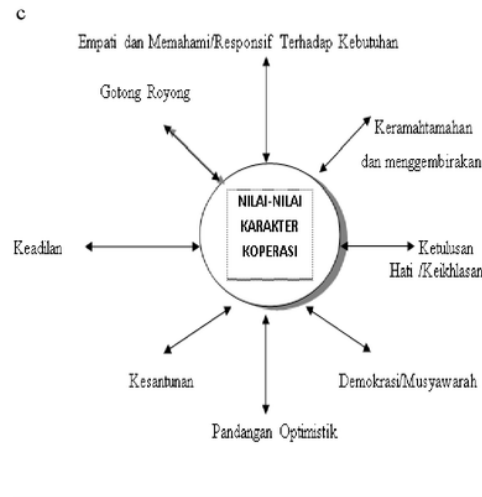 c
Empati dan Memahami/Responsif Terhadap Kebutuhan
Gotong Royong
Keramahtamahan
dan menggembirakan
NILAI-NILAI
KARAKTER
KOPERASI
Keadilan
Ketulusan
Hati /Keikhlasan
Kesantunan
Demokrasi/Musyawarah
Pandangan Optimistik